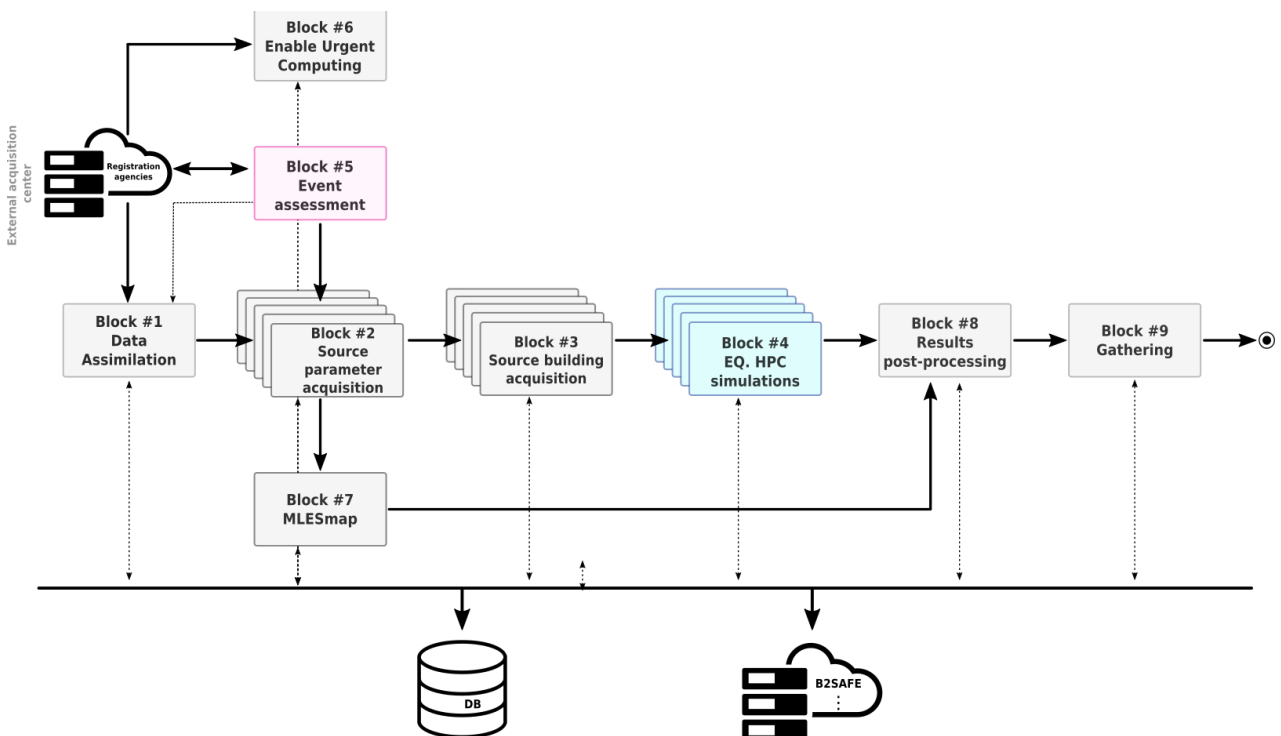 Block #6
Enable Urgent
Computing
External acquisition
center
Registration
agencies
Block #5
Event
assessment
Block #1
Data
Assimilation
Block #2
Source
parameter
acquisition
Block #3
Source building
acquisition
Block #4
EQ. HPC
simulations
Block #8
Results
post-processing
Block #9
Gathering
Block #7
MLESmap
DB
B2SAFE